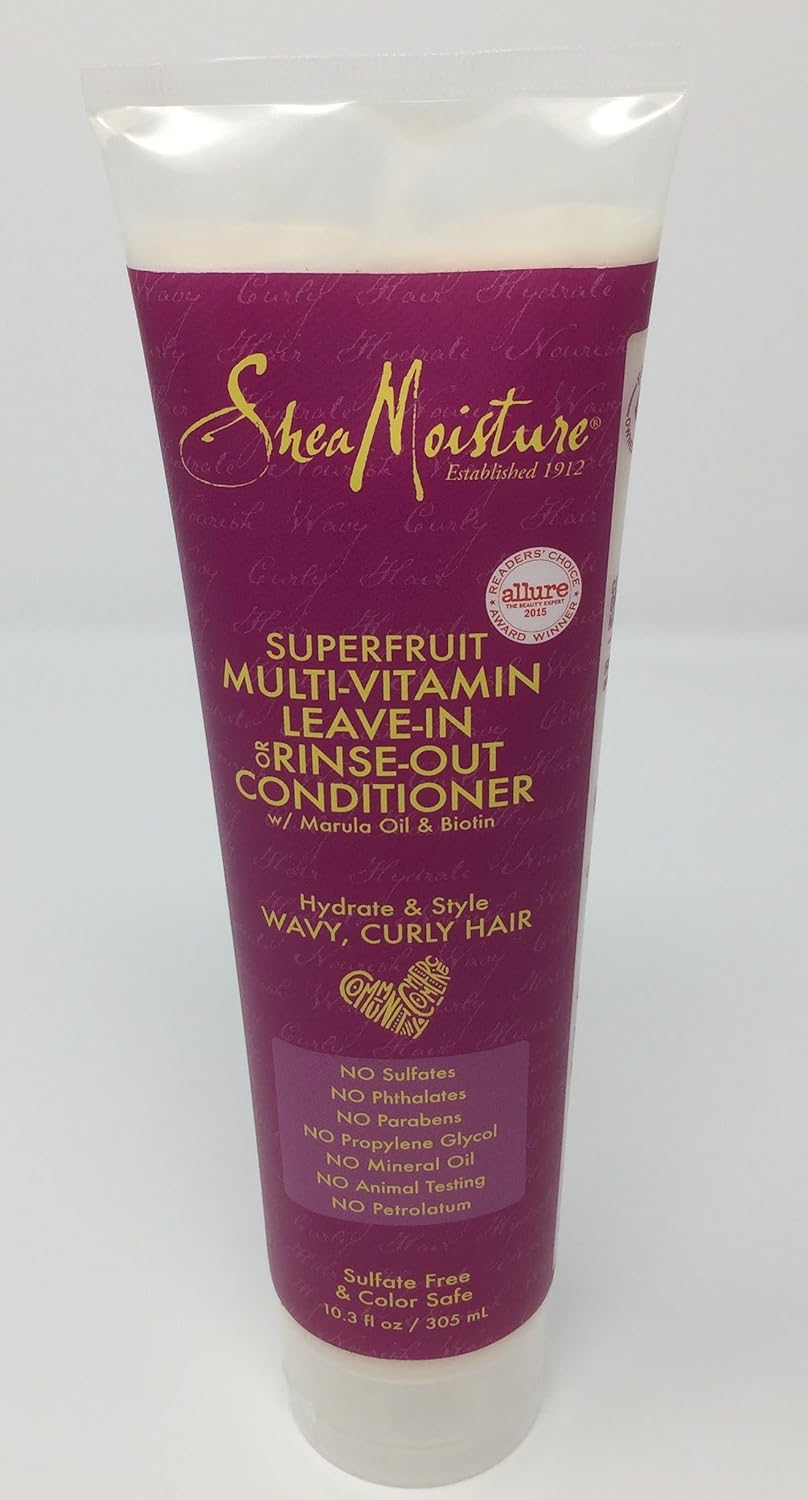 SheaMoisture®
Established 1912
READERS' CHOICE
allure
THE BEAUTY EXPERT
2015
AWARD WINNER
SUPERFRUIT
MULTI-VITAMIN
LEAVE-IN
OR RINSE-OUT
CONDITIONER
w/ Marula Oil & Biotin
Hydrate & Style
WAVY, CURLY HAIR
COMMUNITY COMMERCE
NO Sulfates
NO Phthalates
NO Parabens
NO Propylene Glycol
NO Mineral Oil
NO Animal Testing
NO Petrolatum
Sulfate Free
& Color Safe
10.3 fl oz / 305 mL